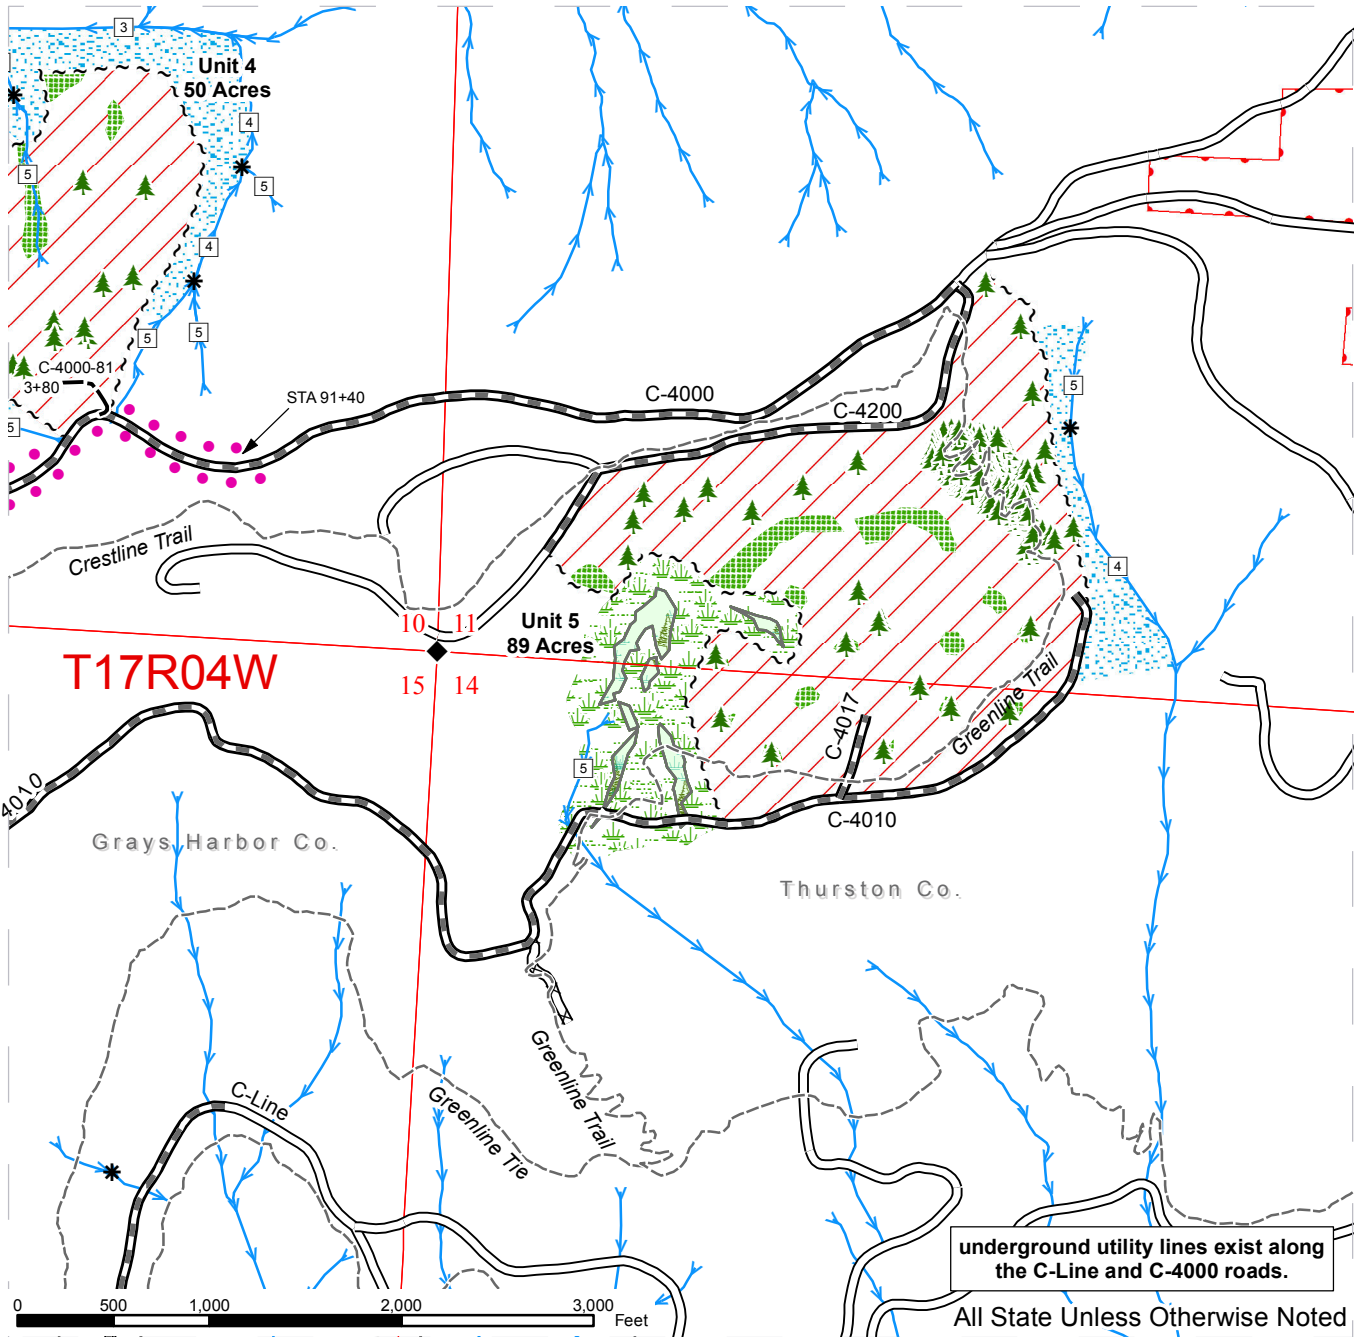 3
Unit 4
50 Acres
4
5
5
4
5
5
C-4000-81
3+80
5
STA 91+40
C-4000
C-4200
5
Crestline Trail
4
10 11
Unit 5
89 Acres
T17R04W
15 14
Greenline Trail
C-4017
5
4010
C-4010
Grays Harbor Co.
Thurston Co.
Greenline Trail
C-Line
Greenline Tie
underground utility lines exist along
the C-Line and C-4000 roads.
0 500 1,000 2,000 3,000
Feet
All State Unless Otherwise Noted